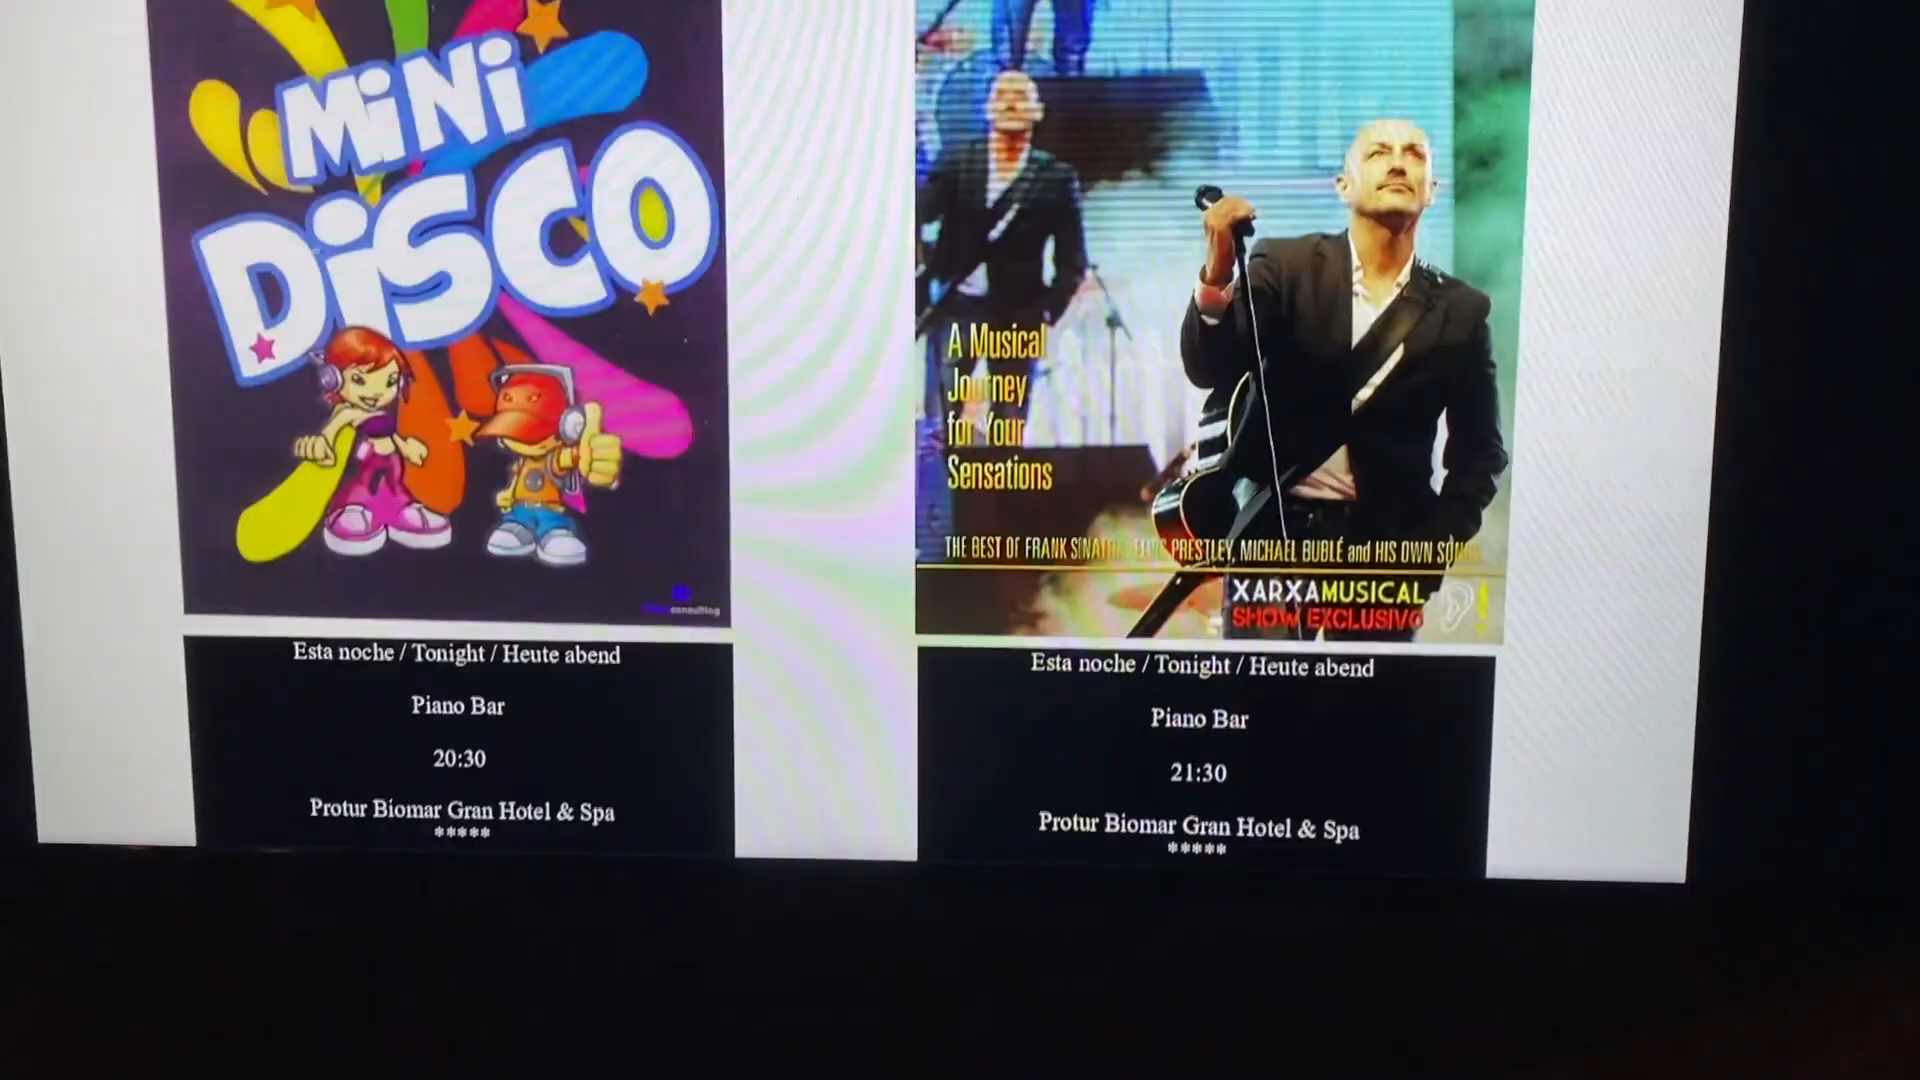 MiNi
DiSCO
consulting
Esta noche / Tonight / Heute abend
Piano Bar
20:30
Protur Biomar Gran Hotel & Spa
*****
A Musical
Journey
for Your
Sensations
THE BEST OF FRANK SINATRA, ELVIS PRESTLEY, MICHAEL BUBLÉ and HIS OWN SONGS
XARXAMUSICAL
SHOW EXCLUSIVO
Esta noche / Tonight / Heute abend
Piano Bar
21:30
Protur Biomar Gran Hotel & Spa
*****